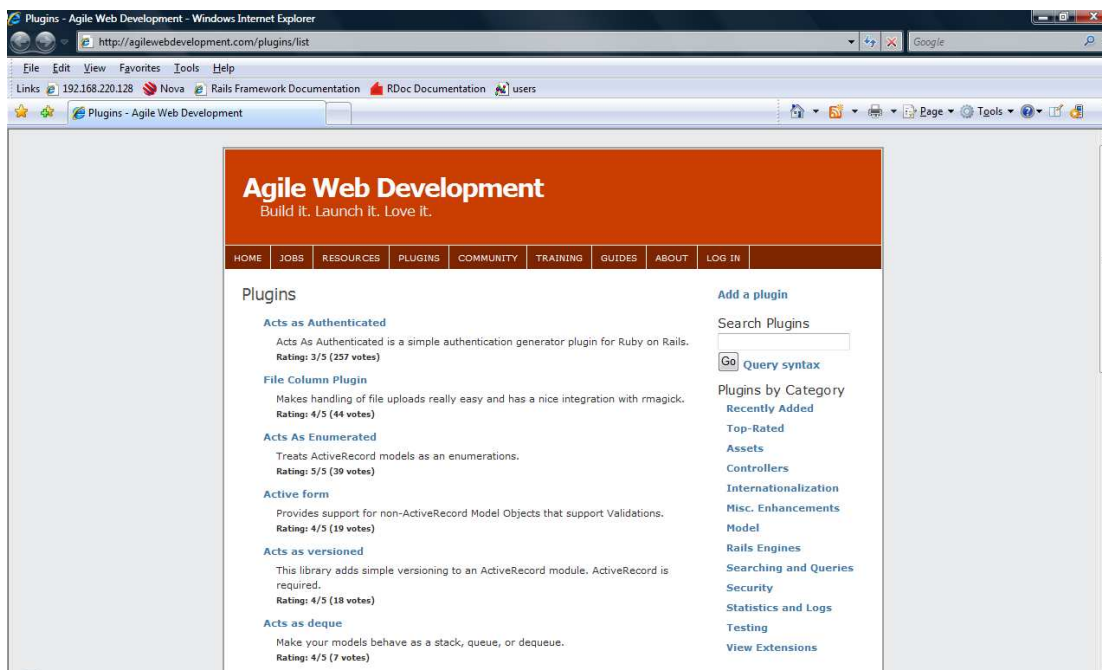 Plugins - Agile Web Development - Windows Internet Explorer
http://agilewebdevelopment.com/plugins/list
Google
File Edit View Favorites Tools Help
Links 192.168.220.128 Nova Rails Framework Documentation RDoc Documentation users
Plugins - Agile Web Development
Page Tools
Agile Web Development
Build it. Launch it. Love it.
HOME JOBS RESOURCES PLUGINS COMMUNITY TRAINING GUIDES ABOUT LOG IN
Plugins
Acts as Authenticated
Acts As Authenticated is a simple authentication generator plugin for Ruby on Rails.
Rating: 3/5 (257 votes)
File Column Plugin
Makes handling of file uploads really easy and has a nice integration with rmagick.
Rating: 4/5 (44 votes)
Acts As Enumerated
Treats ActiveRecord models as an enumerations.
Rating: 5/5 (39 votes)
Active form
Provides support for non-ActiveRecord Model Objects that support Validations.
Rating: 4/5 (19 votes)
Acts as versioned
This library adds simple versioning to an ActiveRecord module. ActiveRecord is
required.
Rating: 4/5 (18 votes)
Acts as deque
Make your models behave as a stack, queue, or dequeue.
Rating: 4/5 (7 votes)
Add a plugin
Search Plugins
Go Query syntax
Plugins by Category
Recently Added
Top-Rated
Assets
Controllers
Internationalization
Misc. Enhancements
Model
Rails Engines
Searching and Queries
Security
Statistics and Logs
Testing
View Extensions